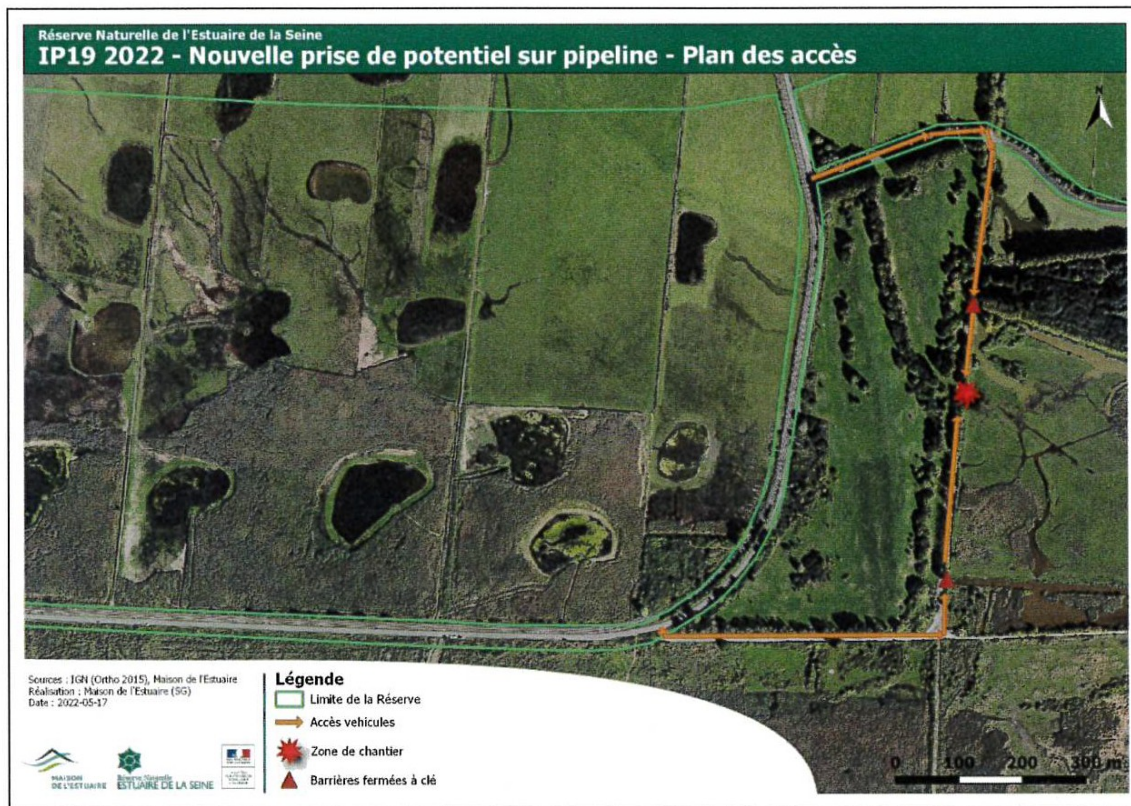 Réserve Naturelle de l'Estuaire de la Seine
IP19 2022 - Nouvelle prise de potentiel sur pipeline - Plan des accès
N
Sources : IGN (Ortho 2015), Maison de l'Estuaire
Réalisation : Maison de l'Estuaire (SG)
Date : 2022-05-17
Légende
Limite de la Réserve
Accès vehicules
Zone de chantier
Barrières fermées à clé
MAISON
DE L'ESTUAIRE
Réserve Naturelle
ESTUAIRE DE LA SEINE
0 100 200 300 m